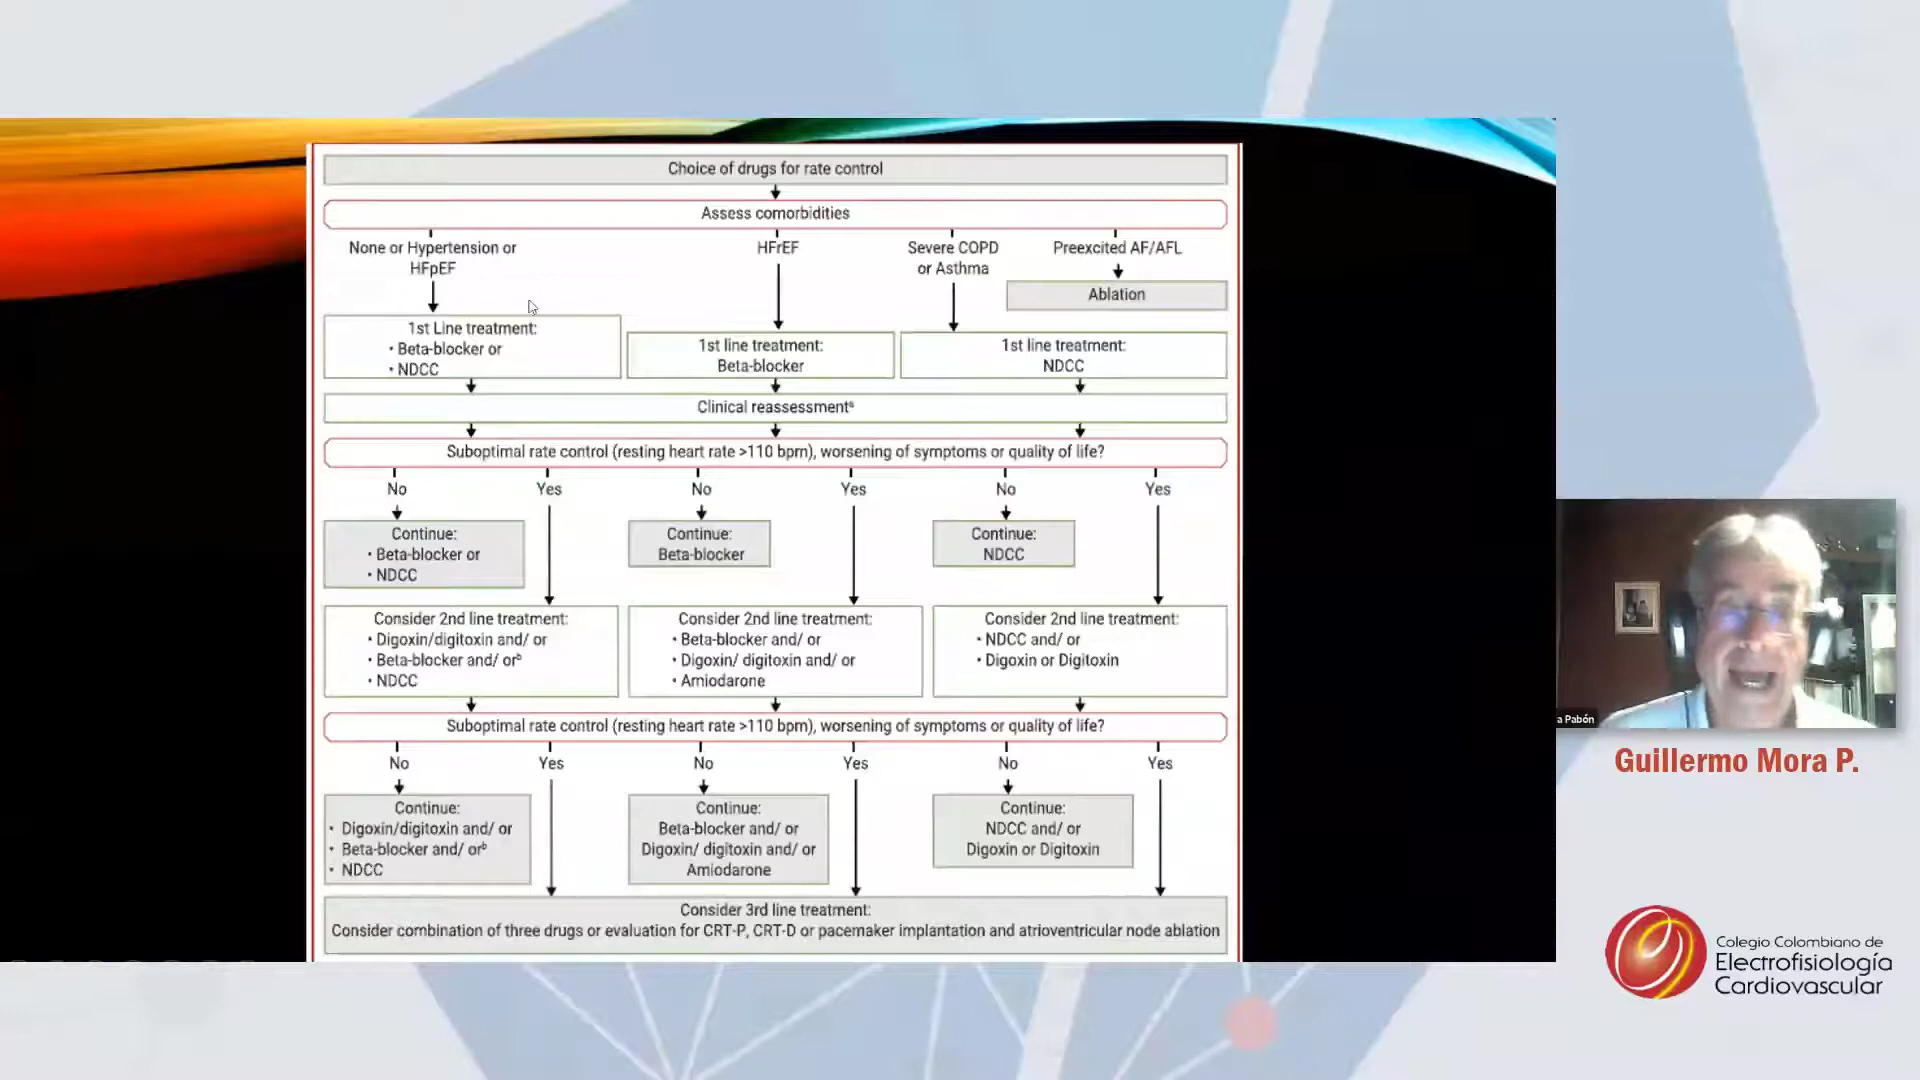 Choice of drugs for rate control
Assess comorbidities
None or Hypertension or
HFpEF
HFrEF
Severe COPD
or Asthma
Preexcited AF/AFL
Ablation
1st Line treatment:
• Beta-blocker or
• NDCC
1st line treatment:
Beta-blocker
1st line treatment:
NDCC
Clinical reassessmentª
Suboptimal rate control (resting heart rate >110 bpm), worsening of symptoms or quality of life?
No
Yes
No
Yes
No
Yes
Continue:
• Beta-blocker or
• NDCC
Continue:
Beta-blocker
Continue:
NDCC
Consider 2nd line treatment:
• Digoxin/digitoxin and/ or
• Beta-blocker and/ orᵇ
• NDCC
Consider 2nd line treatment:
• Beta-blocker and/ or
• Digoxin/ digitoxin and/ or
• Amiodarone
Consider 2nd line treatment:
• NDCC and/ or
• Digoxin or Digitoxin
Suboptimal rate control (resting heart rate >110 bpm), worsening of symptoms or quality of life?
No
Yes
No
Yes
No
Yes
Continue:
• Digoxin/digitoxin and/ or
• Beta-blocker and/ orᵇ
• NDCC
Continue:
Beta-blocker and/ or
Digoxin/ digitoxin and/ or
Amiodarone
Continue:
NDCC and/ or
Digoxin or Digitoxin
Consider 3rd line treatment:
Consider combination of three drugs or evaluation for CRT-P, CRT-D or pacemaker implantation and atrioventricular node ablation
a Pabón
Guillermo Mora P.
Colegio Colombiano de
Electrofisiología
Cardiovascular